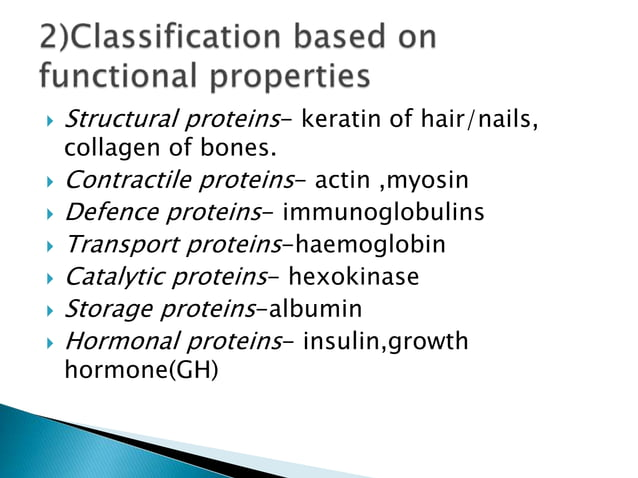 2)Classification based on
functional properties
Structural proteins- keratin of hair/nails,
collagen of bones.
Contractile proteins- actin ,myosin
Defence proteins- immunoglobulins
Transport proteins-haemoglobin
Catalytic proteins- hexokinase
Storage proteins-albumin
Hormonal proteins- insulin,growth
hormone(GH)